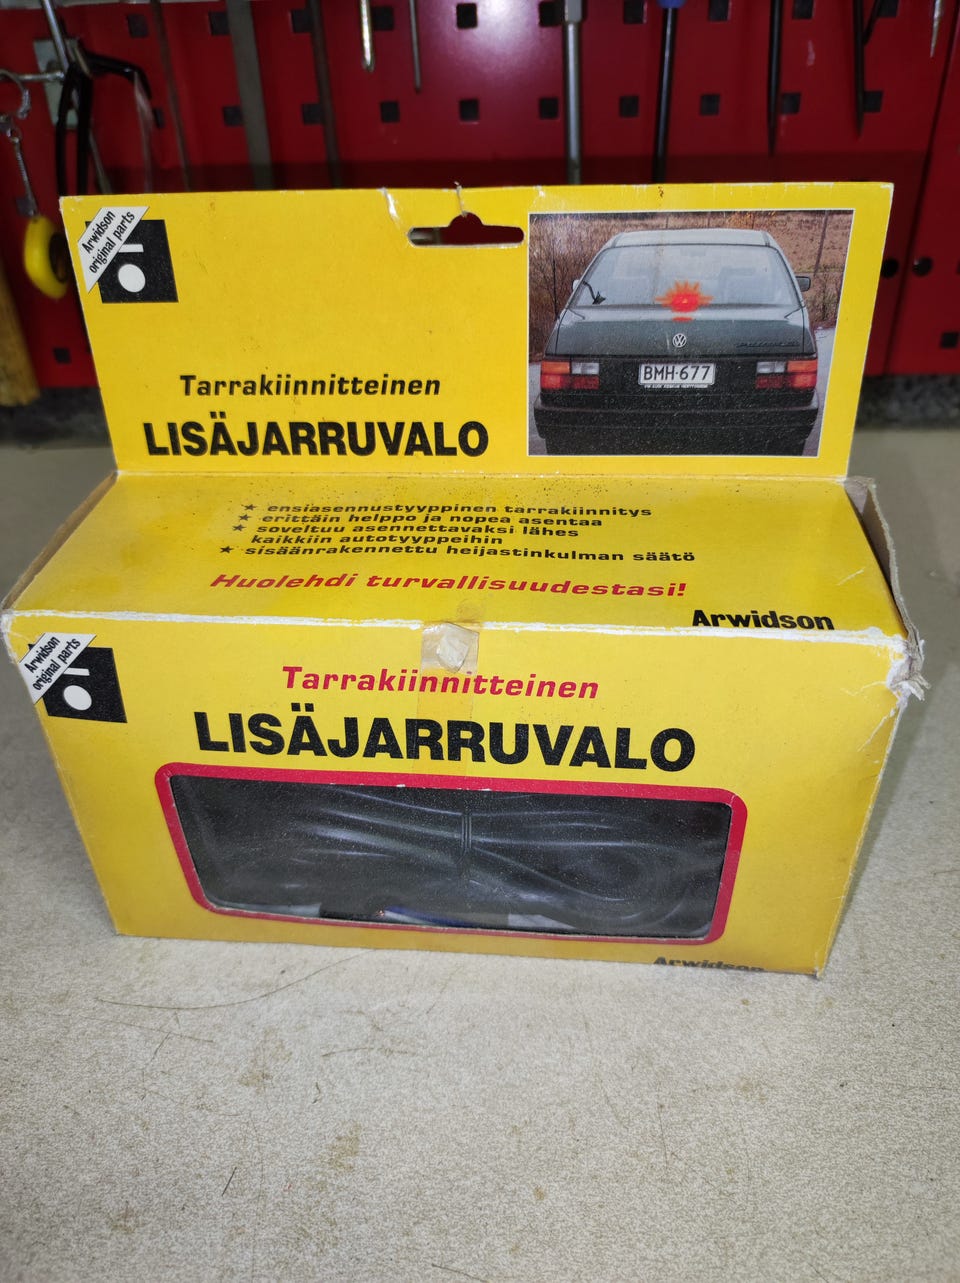 Arwidson
original parts
Tarrakiinnitteinen
LISÄJARRUVALO
BMH-677
★ ensiasennustyyppinen tarrakiinnitys
★ erittäin helppo ja nopea asentaa
★ soveltuu asennettavaksi lähes
kaikkiin autotyyppeihin
★ sisäänrakennettu heijastinkulman säätö
Huolehdi turvallisuudestasi!
Arwidson
Arwidson
original parts
Tarrakiinnitteinen
LISÄJARRUVALO
Arwidson